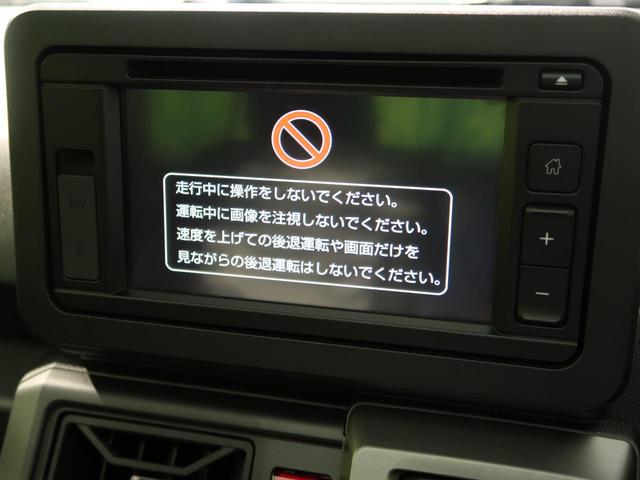 走行中に操作をしないでください。
運転中に画像を注視しないでください。
速度を上げての後退運転や画面だけを
見ながらの後退運転はしないでください。